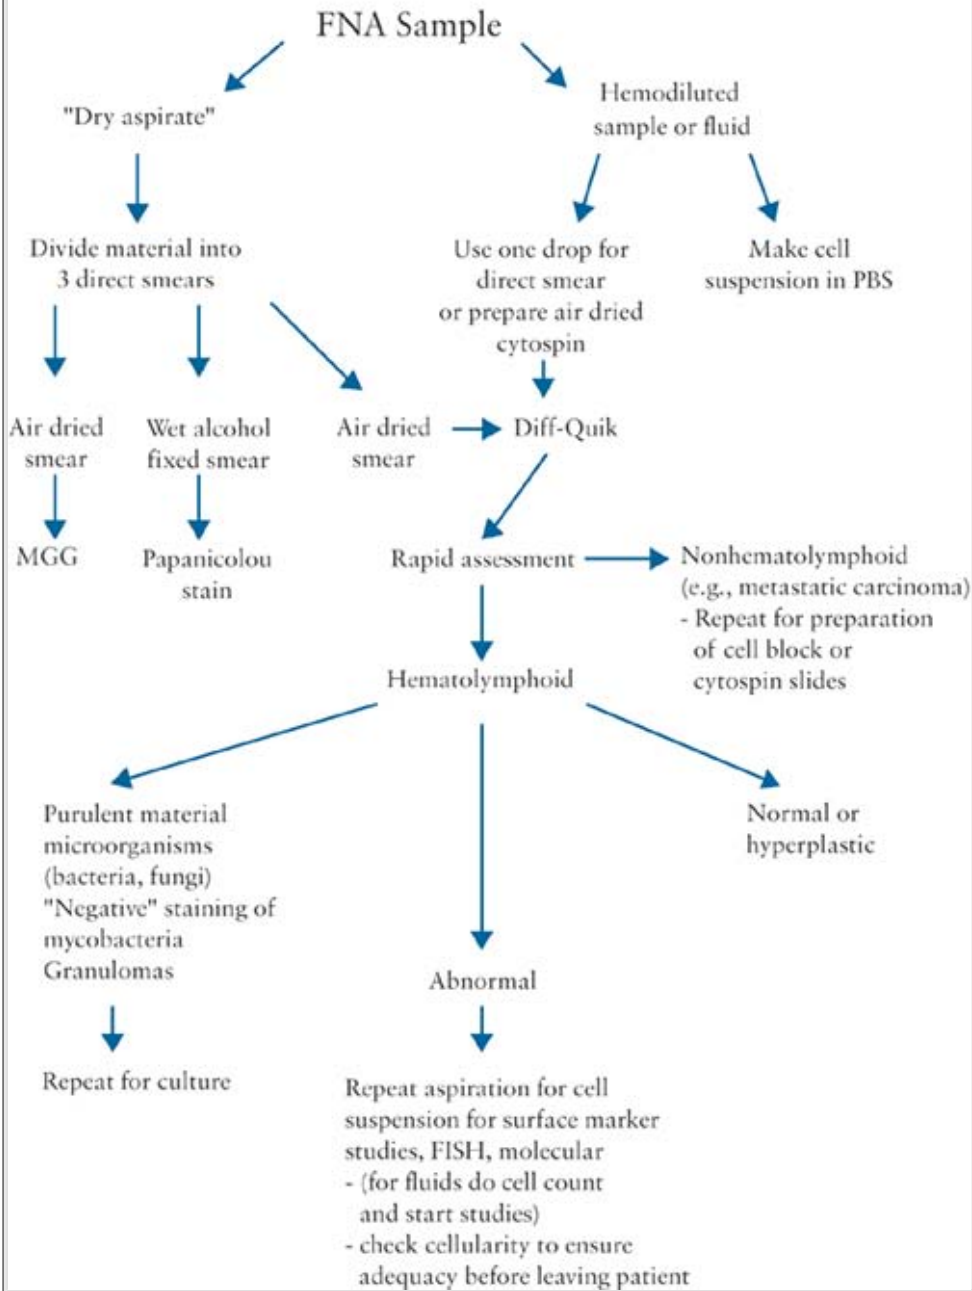 FNA Sample
"Dry aspirate"
Hemodiluted
sample or fluid
Divide material into
3 direct smears
Use one drop for
direct smear
or prepare air dried
cytospin
Make cell
suspension in PBS
Air dried
smear
Wet alcohol
fixed smear
Air dried
smear
Diff-Quik
MGG
Papanicolou
stain
Rapid assessment
Nonhematolymphoid
(e.g., metastatic carcinoma)
- Repeat for preparation
of cell block or
cytospin slides
Hematolymphoid
Purulent material
microorganisms
(bacteria, fungi)
"Negative" staining of
mycobacteria
Granulomas
Normal or
hyperplastic
Abnormal
Repeat for culture
Repeat aspiration for cell
suspension for surface marker
studies, FISH, molecular
- (for fluids do cell count
and start studies)
- check cellularity to ensure
adequacy before leaving patient